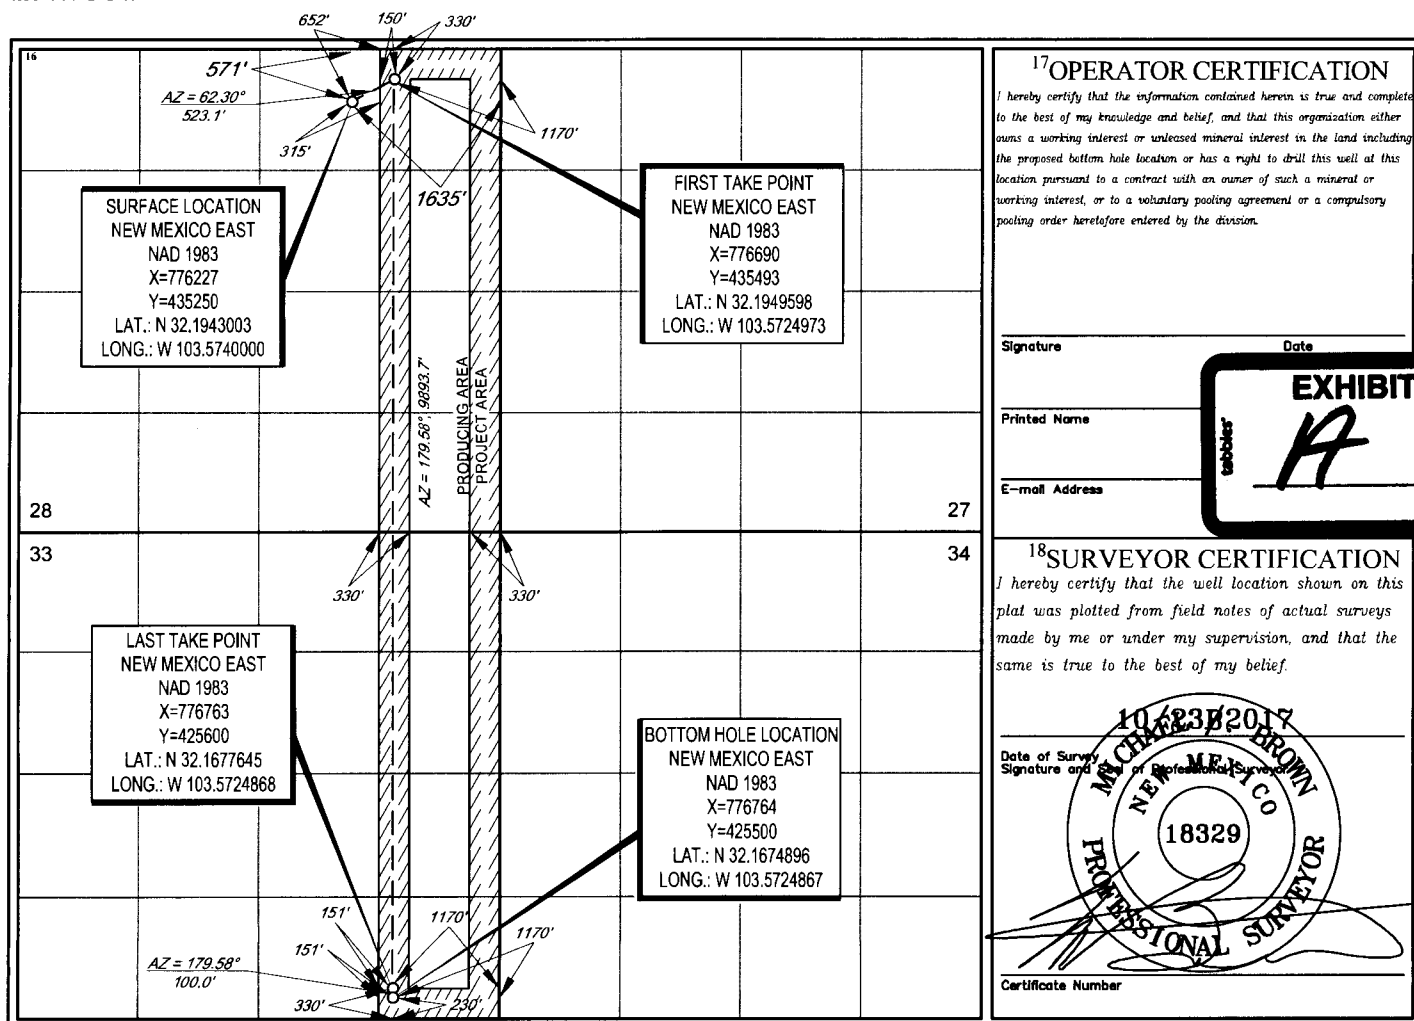 652' 150' 330'
16
571'
AZ = 62.30°
523.1'
315'
1170'
1635'
SURFACE LOCATION
NEW MEXICO EAST
NAD 1983
X=776227
Y=435250
LAT.: N 32.1943003
LONG.: W 103.5740000
FIRST TAKE POINT
NEW MEXICO EAST
NAD 1983
X=776690
Y=435493
LAT.: N 32.1949598
LONG.: W 103.5724973
AZ = 179.58°, 9893.7'
PRODUCING AREA
PROJECT AREA
28 27
33 34
330' 330'
LAST TAKE POINT
NEW MEXICO EAST
NAD 1983
X=776763
Y=425600
LAT.: N 32.1677645
LONG.: W 103.5724868
BOTTOM HOLE LOCATION
NEW MEXICO EAST
NAD 1983
X=776764
Y=425500
LAT.: N 32.1674896
LONG.: W 103.5724867
151' 1170'
151' 1170'
AZ = 179.58°
100.0'
330' 230'
17 OPERATOR CERTIFICATION
I hereby certify that the information contained herein is true and complete
to the best of my knowledge and belief, and that this organization either
owns a working interest or unleased mineral interest in the land including
the proposed bottom hole location or has a right to drill this well at this
location pursuant to a contract with an owner of such a mineral or
working interest, or to a voluntary pooling agreement or a compulsory
pooling order heretofore entered by the division.
Signature Date
Printed Name
E-mail Address
EXHIBIT
tabbies'
A
18 SURVEYOR CERTIFICATION
I hereby certify that the well location shown on this
plat was plotted from field notes of actual surveys
made by me or under my supervision, and that the
same is true to the best of my belief.
Date of Survey
Signature and Seal of Professional Surveyor:
MICHAEL BROWN
NEW MEXICO
18329
PROFESSIONAL SURVEYOR
Certificate Number